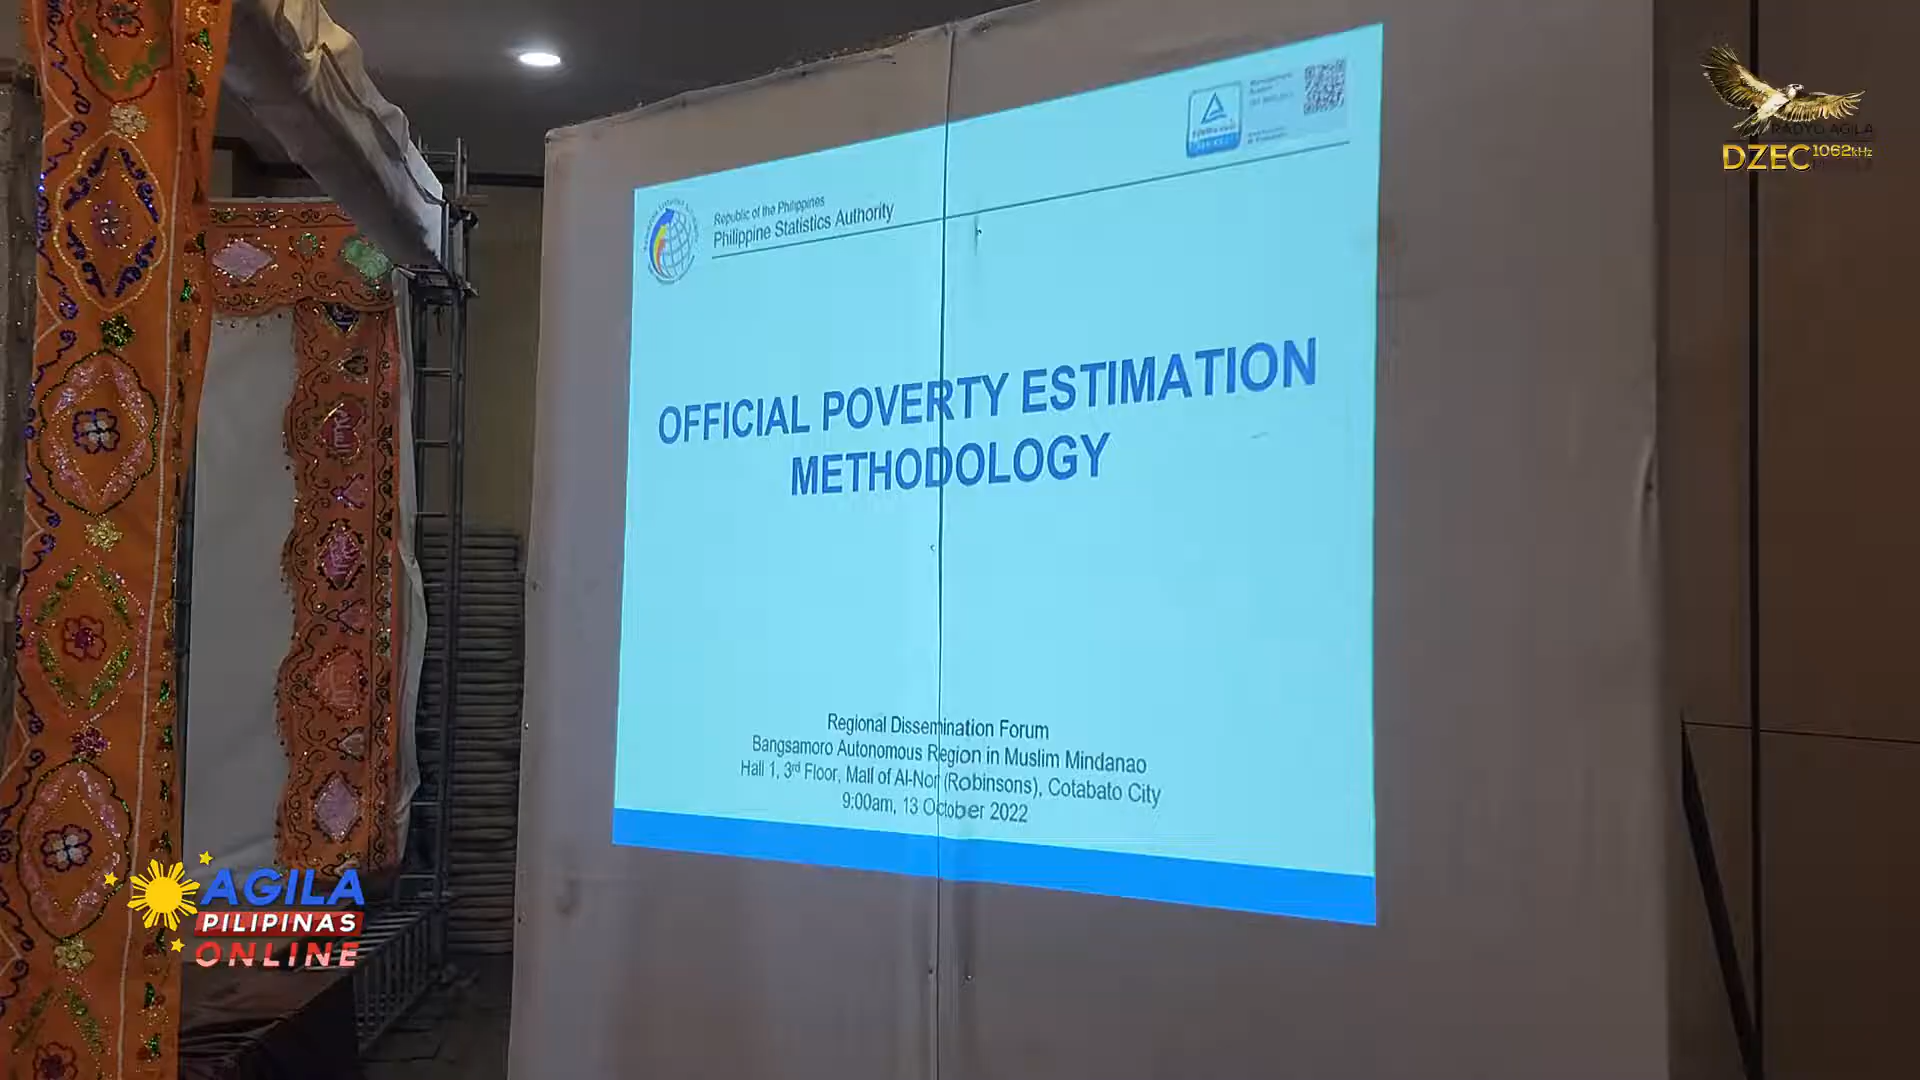 RADYO AGILA
DZEC 1062kHz
Republic of the Philippines
Philippine Statistics Authority
OFFICIAL POVERTY ESTIMATION
METHODOLOGY
Regional Dissemination Forum
Bangsamoro Autonomous Region in Muslim Mindanao
Hall 1, 3rd Floor, Mall of Al-Nor (Robinsons), Cotabato City
9:00am, 13 October 2022
AGILA
PILIPINAS
ONLINE